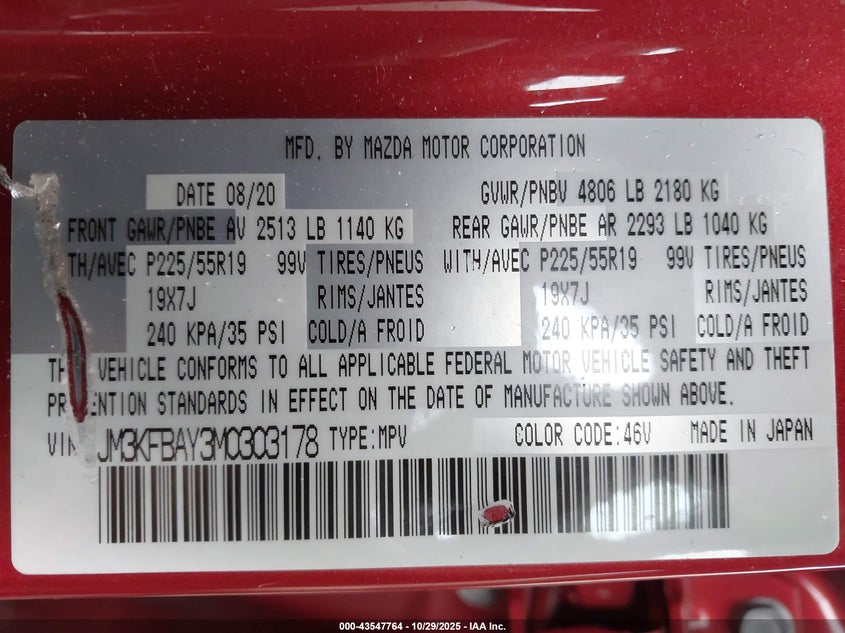 MFD. BY MAZDA MOTOR CORPORATION
DATE 08/20 GVWR/PNBV 4806 LB 2180 KG
FRONT GAWR/PNBE AV 2513 LB 1140 KG REAR GAWR/PNBE AR 2293 LB 1040 KG
TH/AVEC P225/55R19 99V TIRES/PNEUS WITH/AVEC P225/55R19 99V TIRES/PNEUS
19X7J RIMS/JANTES 19X7J RIMS/JANTES
240 KPA/35 PSI COLD/A FROID 240 KPA/35 PSI COLD/A FROID
VEHICLE CONFORMS TO ALL APPLICABLE FEDERAL MOTOR VEHICLE SAFETY AND THEFT
STANDARDS IN EFFECT ON THE DATE OF MANUFACTURE SHOWN ABOVE.
VIN JM3KFBAY3M0303178 TYPE:MPV COLOR CODE:46V MADE IN JAPAN
000-43547764 - 10/29/2025 - IAA Inc.